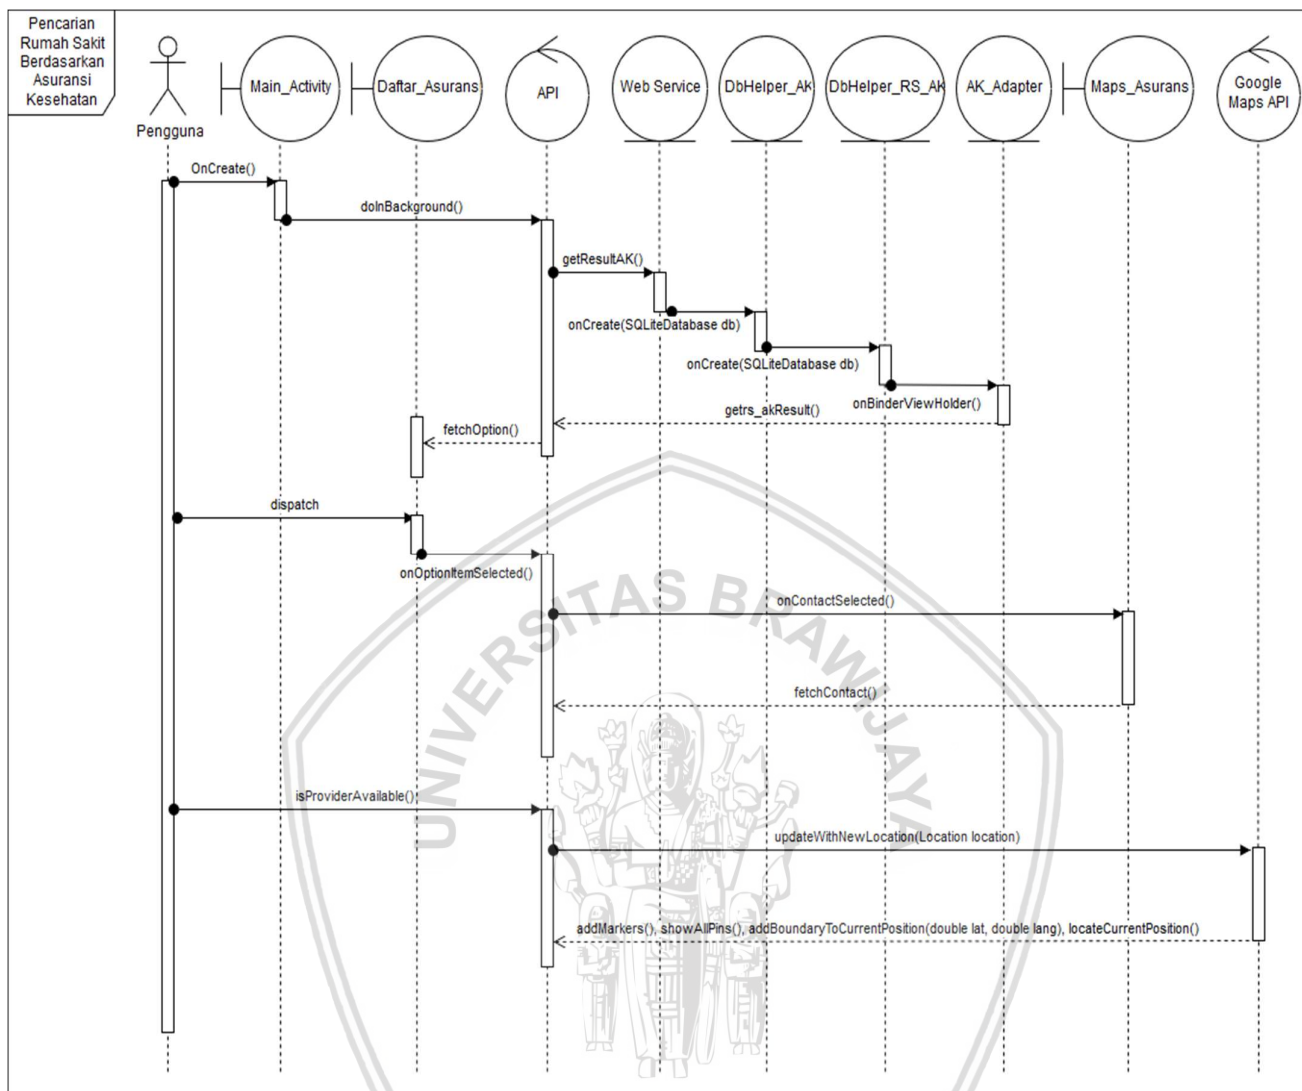 Pencarian
Rumah Sakit
Berdasarkan
Asuransi
Kesehatan
Pengguna
Main_Activity
Daftar_Asurans
API
Web Service
DbHelper_AK
DbHelper_RS_AK
AK_Adapter
Maps_Asurans
Google
Maps API
OnCreate()
doInBackground()
getResultAK()
onCreate(SQLiteDatabase db)
onCreate(SQLiteDatabase db)
onBinderViewHolder()
getrs_akResult()
fetchOption()
dispatch
onOptionItemSelected()
onContactSelected()
fetchContact()
isProviderAvailable()
updateWithNewLocation(Location location)
addMarkers(), showAllPins(), addBoundaryToCurrentPosition(double lat, double lang), locateCurrentPosition()
UNIVERSITAS BRAWIJAYA